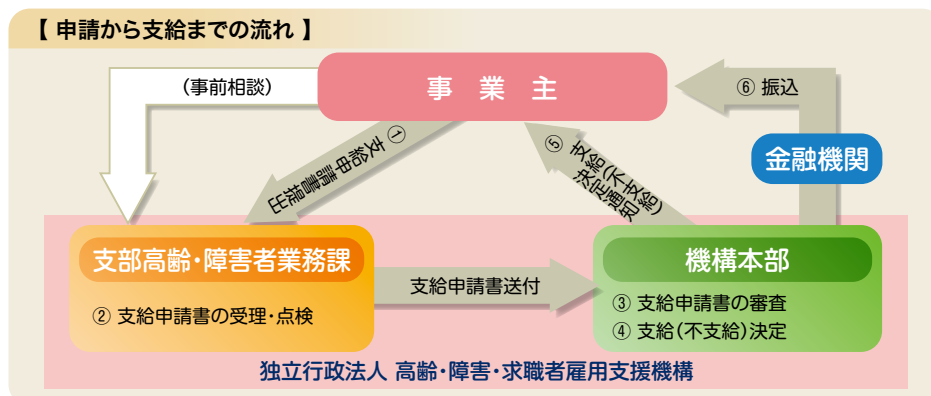 【 申請から支給までの流れ 】
（事前相談）
事 業 主
⑥ 振込
金融機関
① 支給申請書提出
⑤ 支給（不支給）
決定通知
支部高齢・障害者業務課
② 支給申請書の受理・点検
支給申請書送付
機構本部
③ 支給申請書の審査
④ 支給（不支給）決定
独立行政法人 高齢・障害・求職者雇用支援機構